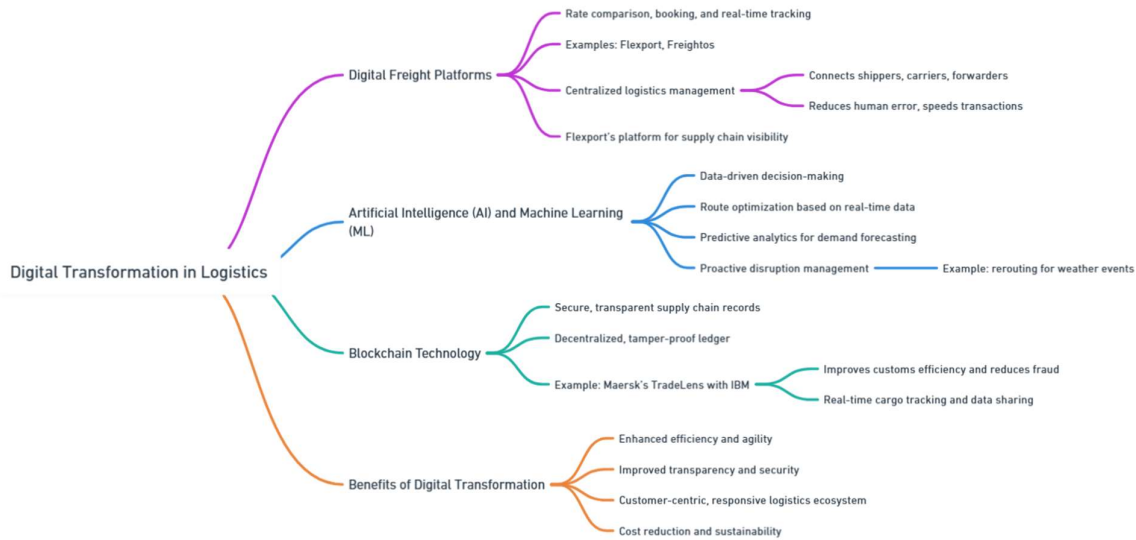 Digital Transformation in Logistics
Digital Freight Platforms
Rate comparison, booking, and real-time tracking
Examples: Flexport, Freightos
Centralized logistics management
Connects shippers, carriers, forwarders
Reduces human error, speeds transactions
Flexport's platform for supply chain visibility
Artificial Intelligence (AI) and Machine Learning
(ML)
Data-driven decision-making
Route optimization based on real-time data
Predictive analytics for demand forecasting
Proactive disruption management
Example: rerouting for weather events
Blockchain Technology
Secure, transparent supply chain records
Decentralized, tamper-proof ledger
Example: Maersk's TradeLens with IBM
Improves customs efficiency and reduces fraud
Real-time cargo tracking and data sharing
Benefits of Digital Transformation
Enhanced efficiency and agility
Improved transparency and security
Customer-centric, responsive logistics ecosystem
Cost reduction and sustainability